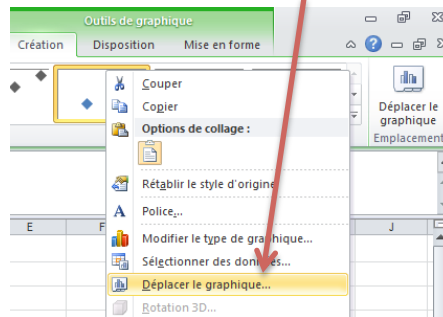 Outils de graphique
Création Disposition Mise en forme
Déplacer le
graphique
Emplacement
Couper
Copier
Options de collage :
Rétablir le style d'origine
Police...
Modifier le type de graphique...
Sélectionner des données...
Déplacer le graphique...
Rotation 3D...
E F J